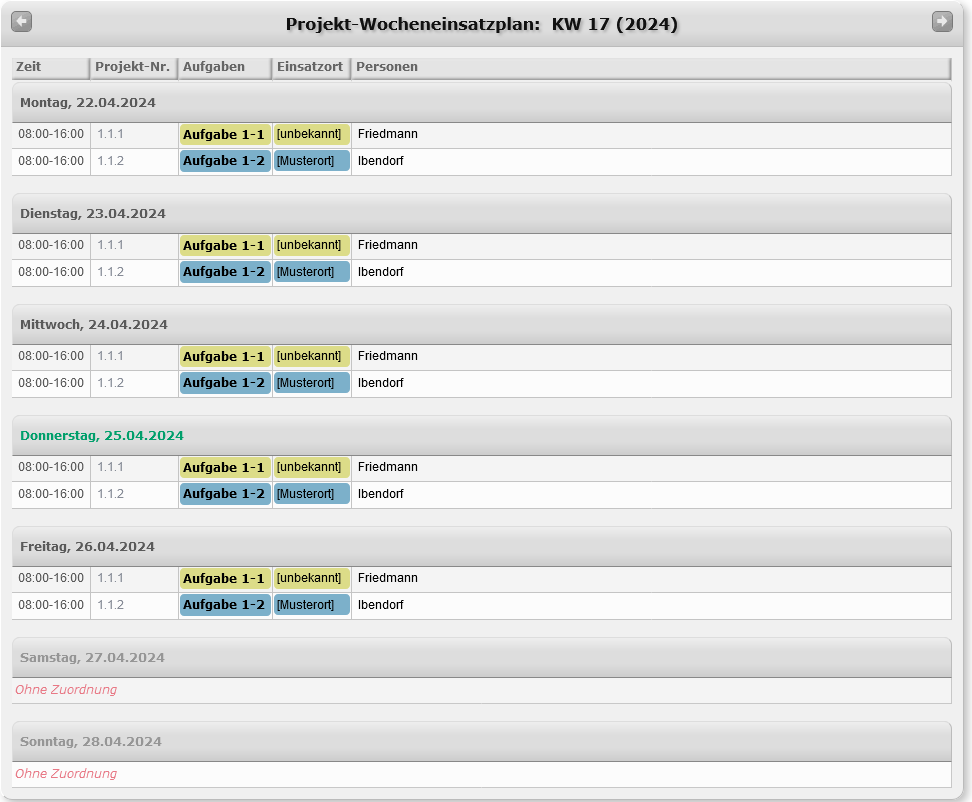 Projekt-Wocheneinsatzplan: KW 17 (2024)
Zeit Projekt-Nr. Aufgaben Einsatzort Personen
Montag, 22.04.2024
08:00-16:00 1.1.1 Aufgabe 1-1 [unbekannt] Friedmann
08:00-16:00 1.1.2 Aufgabe 1-2 [Musterort] Ibendorf
Dienstag, 23.04.2024
08:00-16:00 1.1.1 Aufgabe 1-1 [unbekannt] Friedmann
08:00-16:00 1.1.2 Aufgabe 1-2 [Musterort] Ibendorf
Mittwoch, 24.04.2024
08:00-16:00 1.1.1 Aufgabe 1-1 [unbekannt] Friedmann
08:00-16:00 1.1.2 Aufgabe 1-2 [Musterort] Ibendorf
Donnerstag, 25.04.2024
08:00-16:00 1.1.1 Aufgabe 1-1 [unbekannt] Friedmann
08:00-16:00 1.1.2 Aufgabe 1-2 [Musterort] Ibendorf
Freitag, 26.04.2024
08:00-16:00 1.1.1 Aufgabe 1-1 [unbekannt] Friedmann
08:00-16:00 1.1.2 Aufgabe 1-2 [Musterort] Ibendorf
Samstag, 27.04.2024
Ohne Zuordnung
Sonntag, 28.04.2024
Ohne Zuordnung